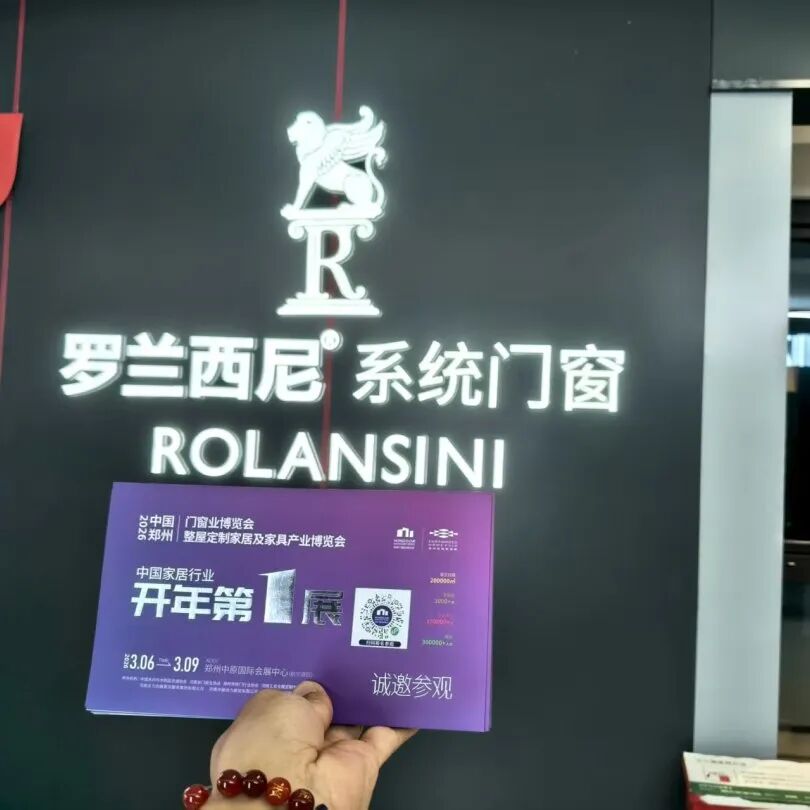 R
罗兰西尼® 系统门窗
ROLANSINI
2026 中国郑州
门窗业博览会
整屋定制家居及家具产业博览会
中国家居行业
开年第1展
280000㎡
2026 3.06—3.09
郑州中原国际会展中心
诚邀参观